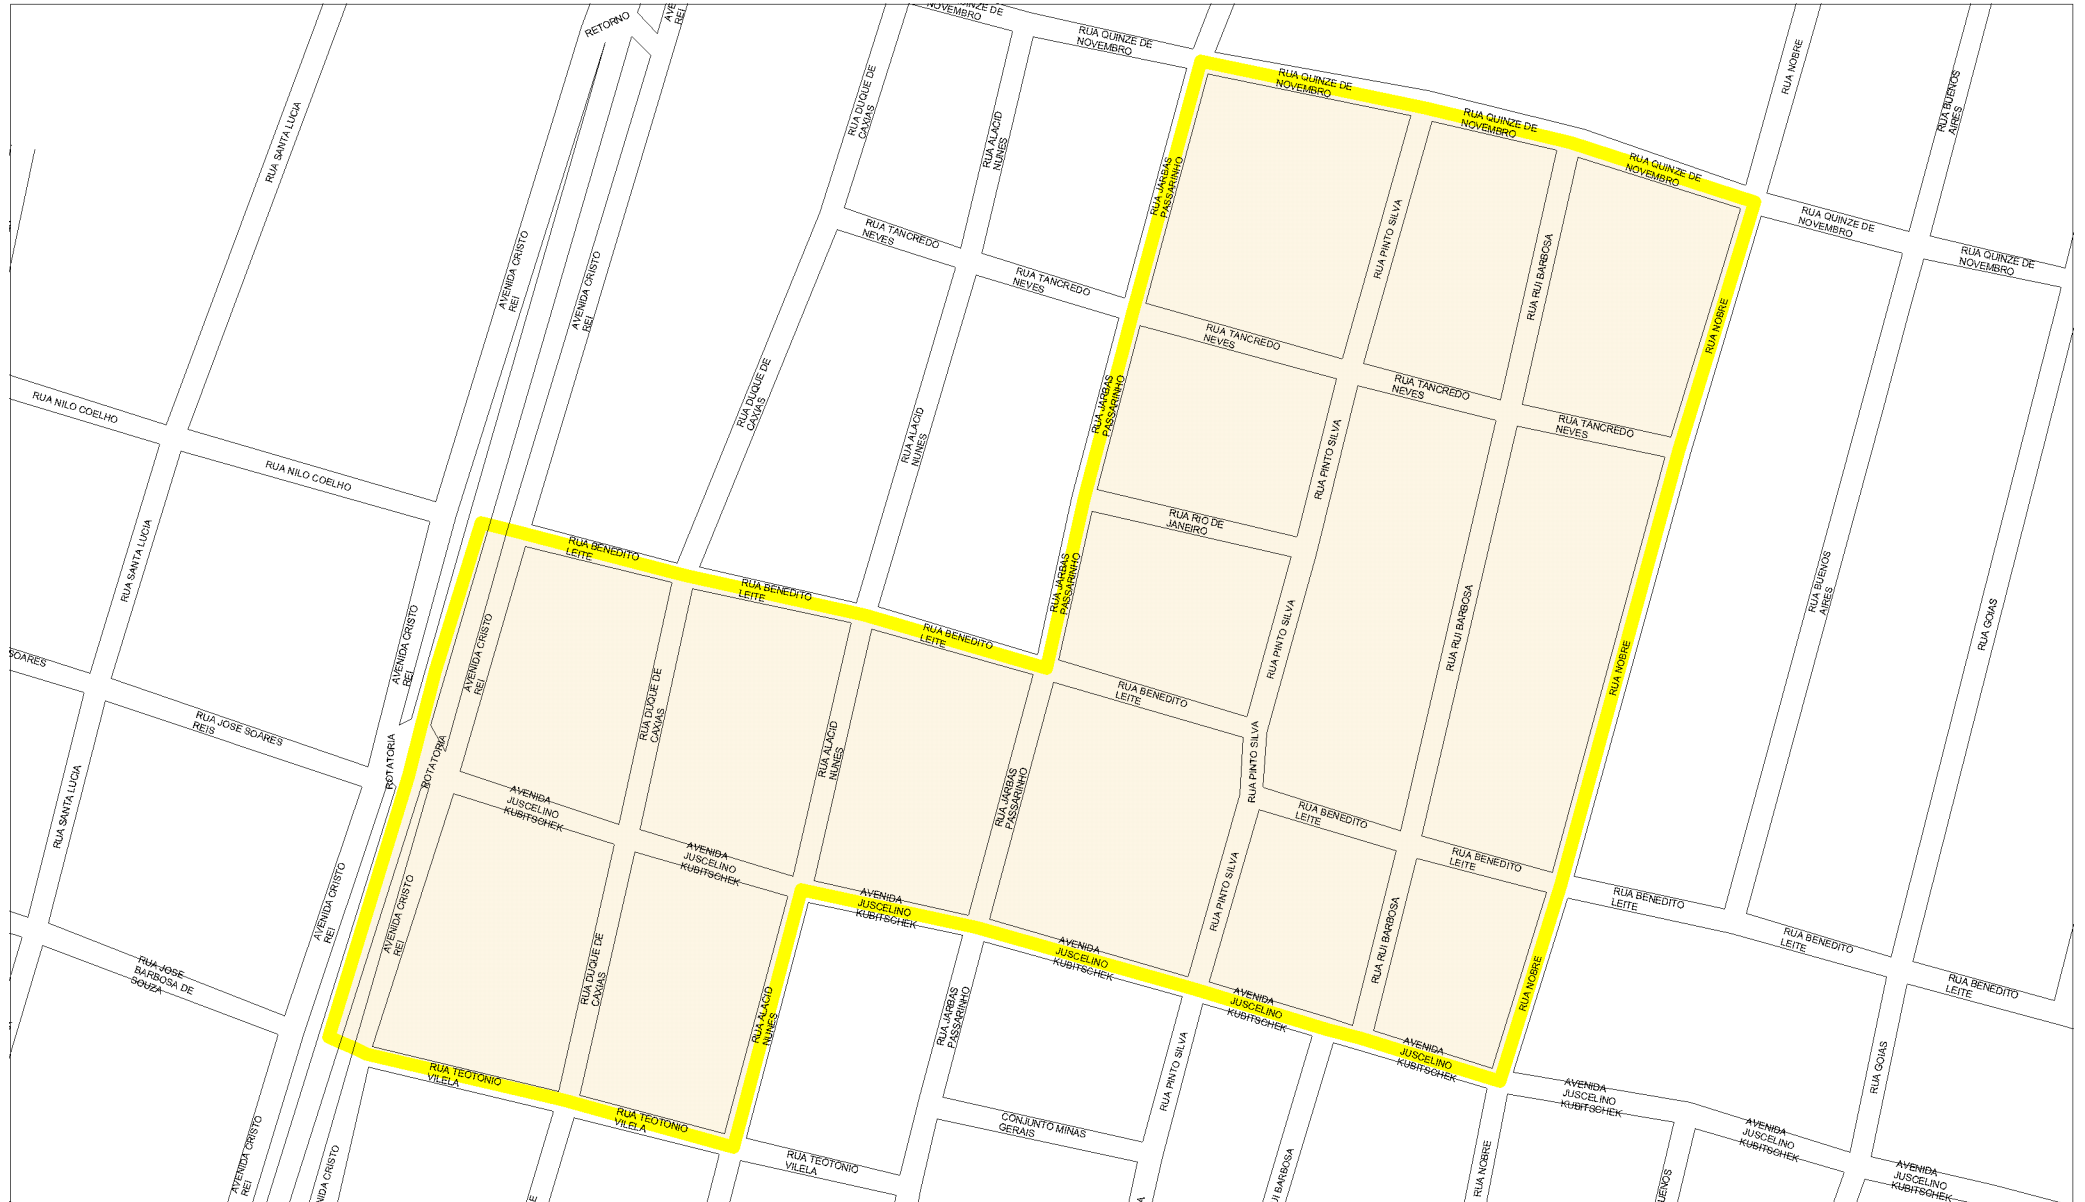 NOVEMBRO
RETORNO
RUA QUINZE DE
NOVEMBRO
RUA NOBRE
RUA SANTA LUCIA
RUA DUQUE DE
CAXIAS
RUA ALACID
NUNES
RUA QUINZE DE
NOVEMBRO
RUA QUINZE DE
NOVEMBRO
RUA BUENOS
AIRES
RUA JARBAS
PASSARINHO
RUA QUINZE DE
NOVEMBRO
RUA PINTO SILVA
RUA RUI BARBOSA
RUA QUINZE DE
NOVEMBRO
RUA QUINZE DE
NOVEMBRO
AVENIDA CRISTO
REI
AVENIDA CRISTO
REI
RUA TANCREDO
NEVES
RUA TANCREDO
NEVES
RUA TANCREDO
NEVES
RUA NOBRE
RUA NILO COELHO
RUA DUQUE DE
CAXIAS
RUA ALACID
NUNES
RUA JARBAS
PASSARINHO
RUA TANCREDO
NEVES
RUA TANCREDO
NEVES
RUA NILO COELHO
RUA PINTO SILVA
RUA RIO DE
JANEIRO
RUA SANTA LUCIA
RUA BENEDITO
LEITE
RUA BENEDITO
LEITE
RUA JARBAS
PASSARINHO
RUA BUENOS
AIRES
RUA GOIAS
AVENIDA CRISTO
REI
AVENIDA CRISTO
REI
RUA BENEDITO
LEITE
RUA PINTO SILVA
RUA RUI BARBOSA
RUA NOBRE
SOARES
RUA JOSE SOARES
REIS
RUA DUQUE DE
CAXIAS
RUA ALACID
NUNES
RUA BENEDITO
LEITE
ROTATORIA
ROTATORIA
RUA JARBAS
PASSARINHO
RUA PINTO SILVA
RUA SANTA LUCIA
AVENIDA
JUSCELINO
KUBITSCHEK
RUA BENEDITO
LEITE
AVENIDA
JUSCELINO
KUBITSCHEK
RUA BENEDITO
LEITE
AVENIDA CRISTO
REI
AVENIDA CRISTO
REI
AVENIDA
JUSCELINO
KUBITSCHEK
RUA PINTO SILVA
RUA RUI BARBOSA
RUA BENEDITO
LEITE
RUA BENEDITO
LEITE
RUA JOSE
BARBOSA DE
SOUZA
RUA DUQUE DE
CAXIAS
RUA ALACID
NUNES
AVENIDA
JUSCELINO
KUBITSCHEK
RUA NOBRE
RUA BENEDITO
LEITE
RUA JARBAS
PASSARINHO
AVENIDA
JUSCELINO
KUBITSCHEK
RUA TEOTONIO
VILELA
RUA PINTO SILVA
AVENIDA
JUSCELINO
KUBITSCHEK
RUA GOIAS
AVENIDA
JUSCELINO
KUBITSCHEK
RUA TEOTONIO
VILELA
CONJUNTO MINAS
GERAIS
AVENIDA
JUSCELINO
KUBITSCHEK
AVENIDA CRISTO
REI
NIDA CRISTO
RUA TEOTONIO
VILELA
UI BARBOSA
RUA NOBRE
UENOS
AVENIDA
JUSCELINO
KUBITSCHEK